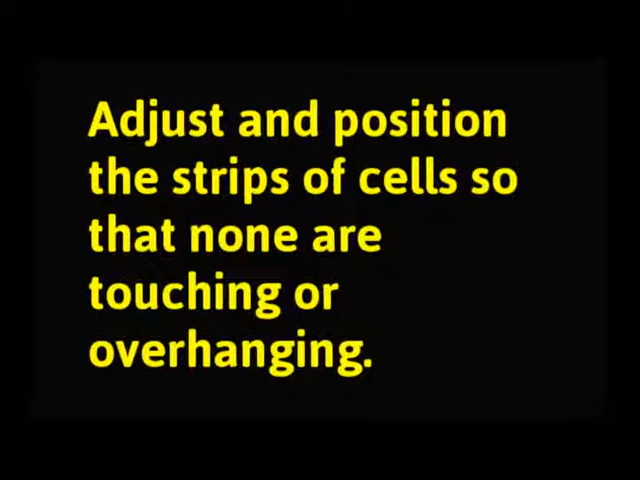 Adjust and position
the strips of cells so
that none are
touching or
overhanging.